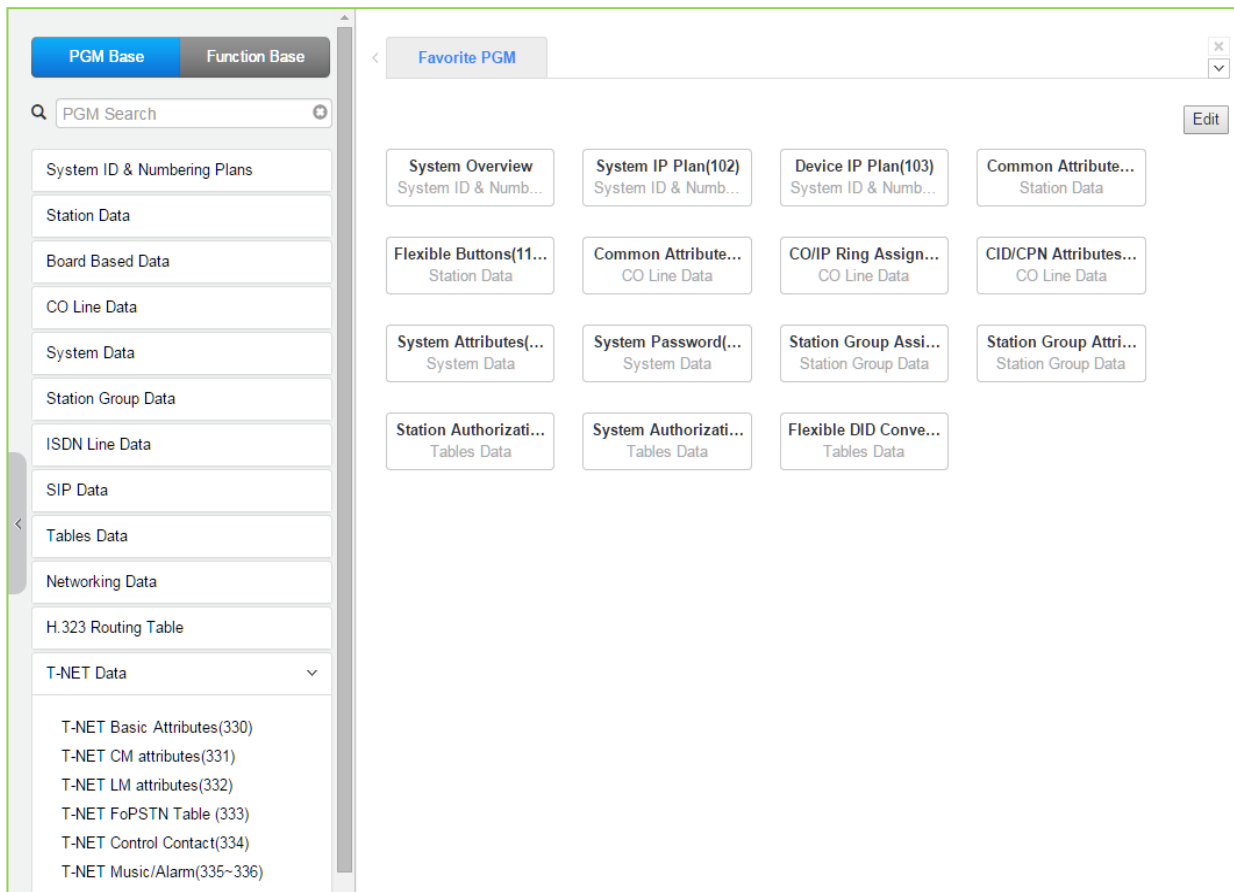 PGM Base
Function Base
PGM Search
System ID & Numbering Plans
Station Data
Board Based Data
CO Line Data
System Data
Station Group Data
ISDN Line Data
SIP Data
Tables Data
Networking Data
H.323 Routing Table
T-NET Data
T-NET Basic Attributes(330)
T-NET CM attributes(331)
T-NET LM attributes(332)
T-NET FoPSTN Table (333)
T-NET Control Contact(334)
T-NET Music/Alarm(335~336)
Favorite PGM
Edit
System Overview
System ID & Numb...
System IP Plan(102)
System ID & Numb...
Device IP Plan(103)
System ID & Numb...
Common Attribute...
Station Data
Flexible Buttons(11...
Station Data
Common Attribute...
CO Line Data
CO/IP Ring Assign...
CO Line Data
CID/CPN Attributes...
CO Line Data
System Attributes(...
System Data
System Password(...
System Data
Station Group Assi...
Station Group Data
Station Group Attri...
Station Group Data
Station Authorizati...
Tables Data
System Authorizati...
Tables Data
Flexible DID Conve...
Tables Data